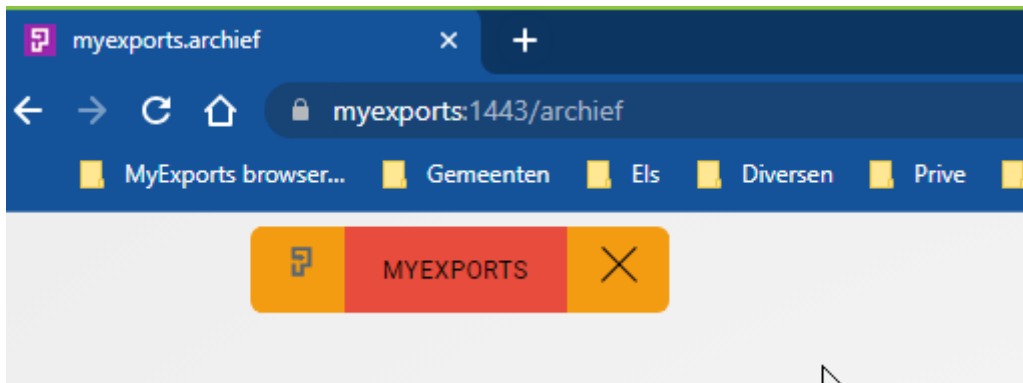 myexports.archief
myexports:1443/archief
MyExports browser... Gemeenten Els Diversen Prive
MYEXPORTS